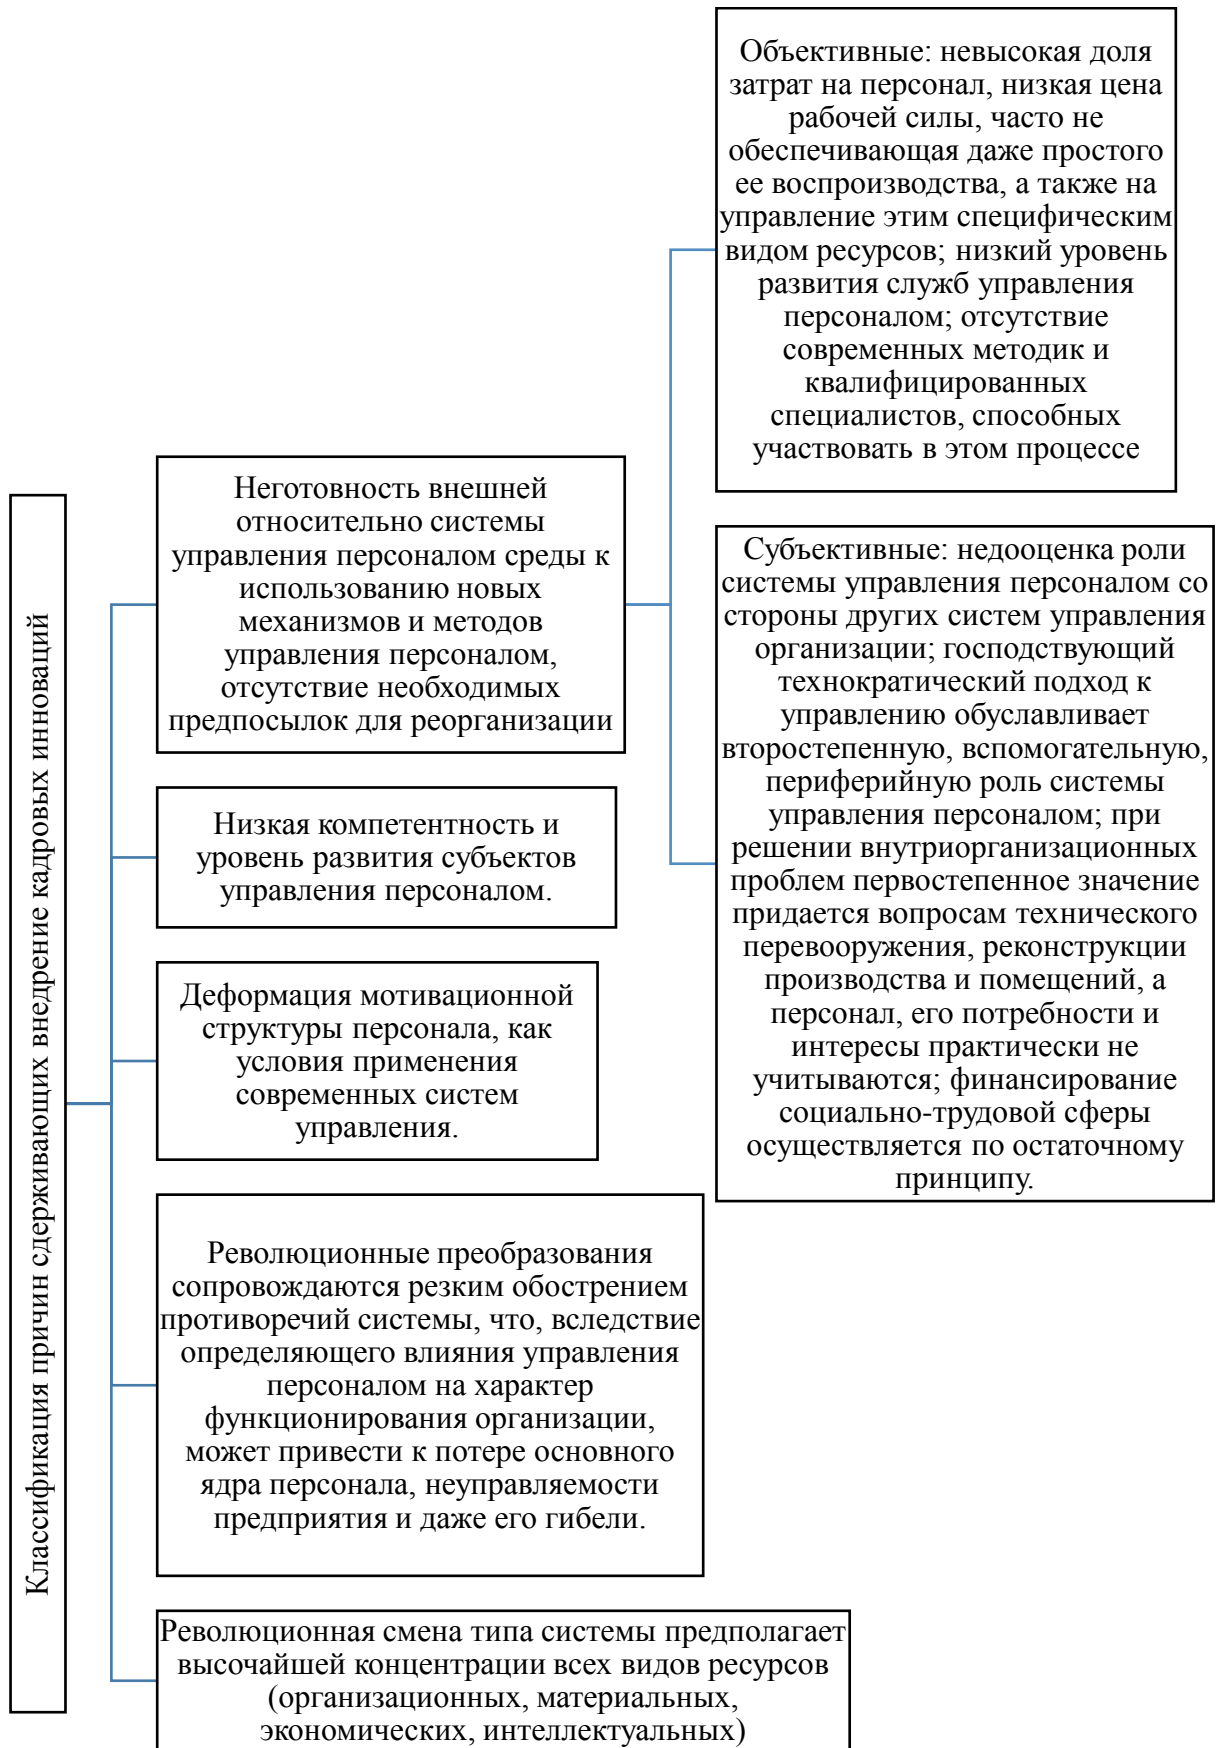 Классификация причин сдерживающих внедрение кадровых инноваций
Неготовность внешней
относительно системы
управления персоналом среды к
использованию новых
механизмов и методов
управления персоналом,
отсутствие необходимых
предпосылок для реорганизации
Объективные: невысокая доля
затрат на персонал, низкая цена
рабочей силы, часто не
обеспечивающая даже простого
ее воспроизводства, а также на
управление этим специфическим
видом ресурсов; низкий уровень
развития служб управления
персоналом; отсутствие
современных методик и
квалифицированных
специалистов, способных
участвовать в этом процессе
Субъективные: недооценка роли
системы управления персоналом со
стороны других систем управления
организации; господствующий
технократический подход к
управлению обуславливает
второстепенную, вспомогательную,
периферийную роль системы
управления персоналом; при
решении внутриорганизационных
проблем первостепенное значение
придается вопросам технического
перевооружения, реконструкции
производства и помещений, а
персонал, его потребности и
интересы практически не
учитываются; финансирование
социально-трудовой сферы
осуществляется по остаточному
принципу.
Низкая компетентность и
уровень развития субъектов
управления персоналом.
Деформация мотивационной
структуры персонала, как
условия применения
современных систем
управления.
Революционные преобразования
сопровождаются резким обострением
противоречий системы, что, вследствие
определяющего влияния управления
персоналом на характер
функционирования организации,
может привести к потере основного
ядра персонала, неуправляемости
предприятия и даже его гибели.
Революционная смена типа системы предполагает
высочайшей концентрации всех видов ресурсов
(организационных, материальных,
экономических, интеллектуальных)